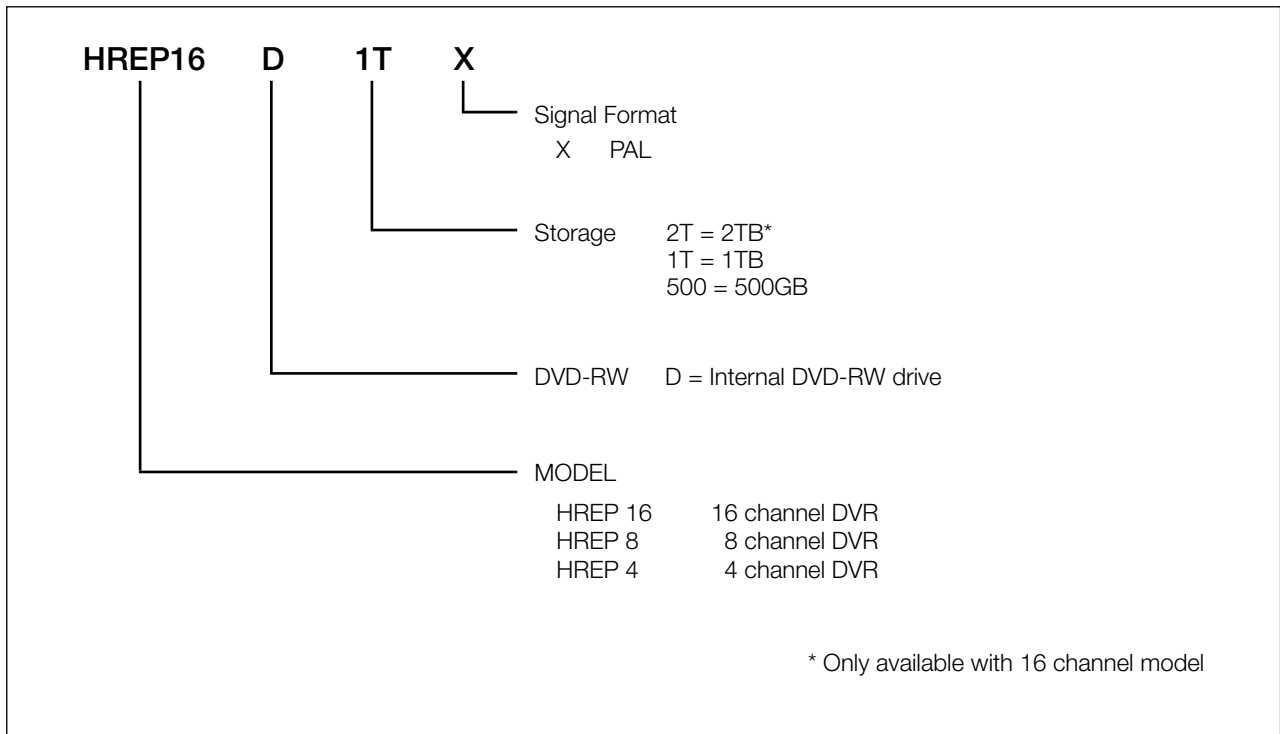 HREP16 D 1T X
Signal Format
X PAL
Storage 2T = 2TB*
1T = 1TB
500 = 500GB
DVD-RW D = Internal DVD-RW drive
MODEL
HREP 16 16 channel DVR
HREP 8 8 channel DVR
HREP 4 4 channel DVR
* Only available with 16 channel model